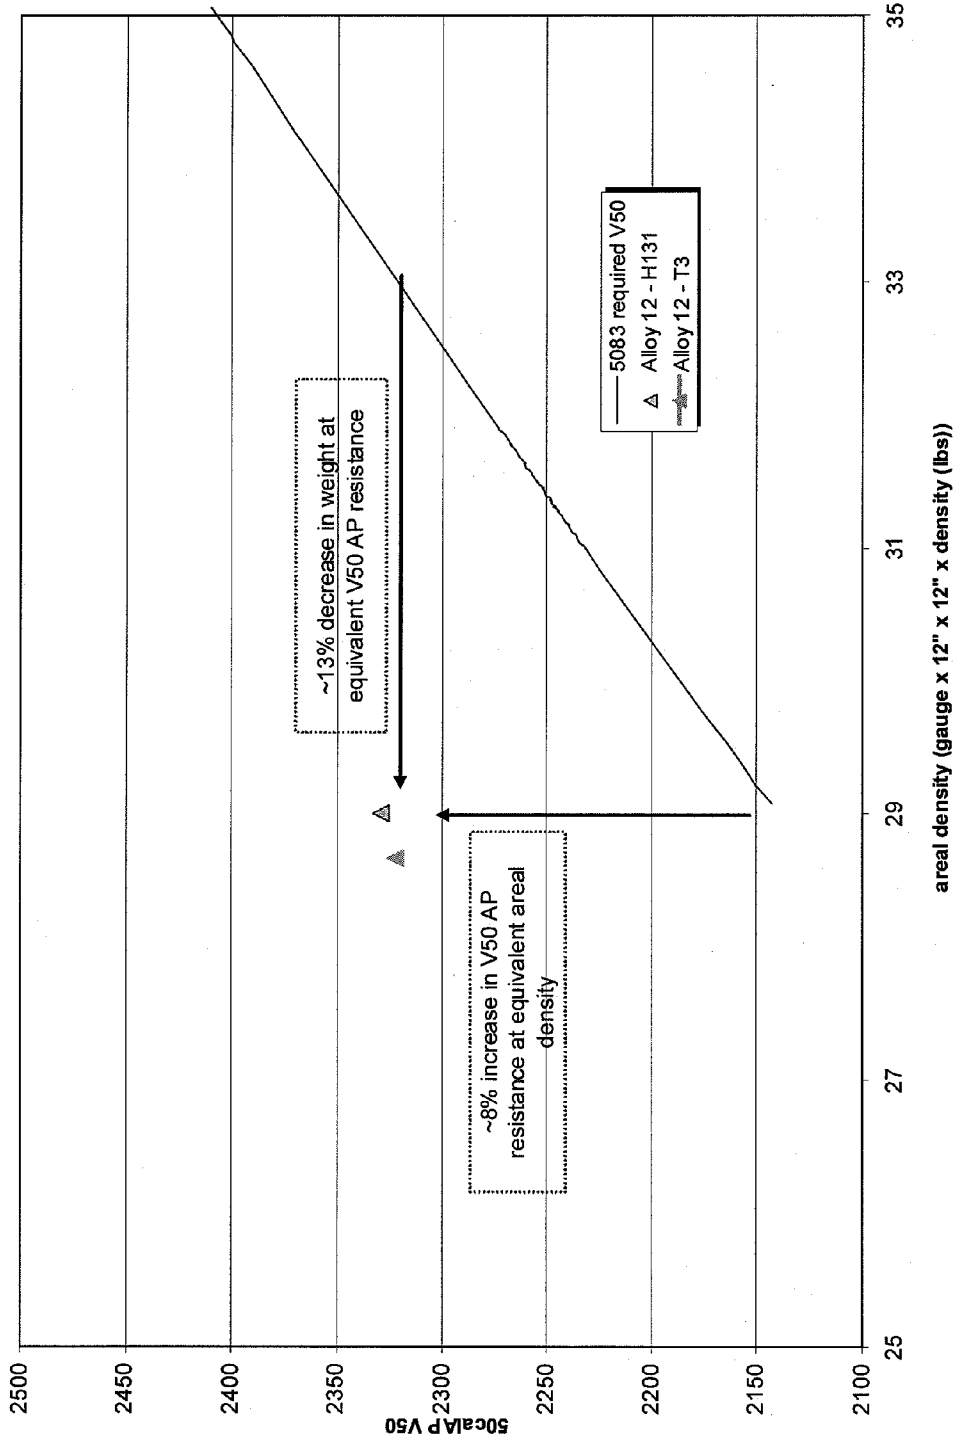 2500
2450
2400
2350
2300
2250
2200
2150
2100
50calAP V50
25
27
29
31
33
35
areal density (gauge x 12" x 12" x density (lbs))
~13% decrease in weight at
equivalent V50 AP resistance
~8% increase in V50 AP
resistance at equivalent areal
density
5083 required V50
Alloy 12 - H131
Alloy 12 - T3